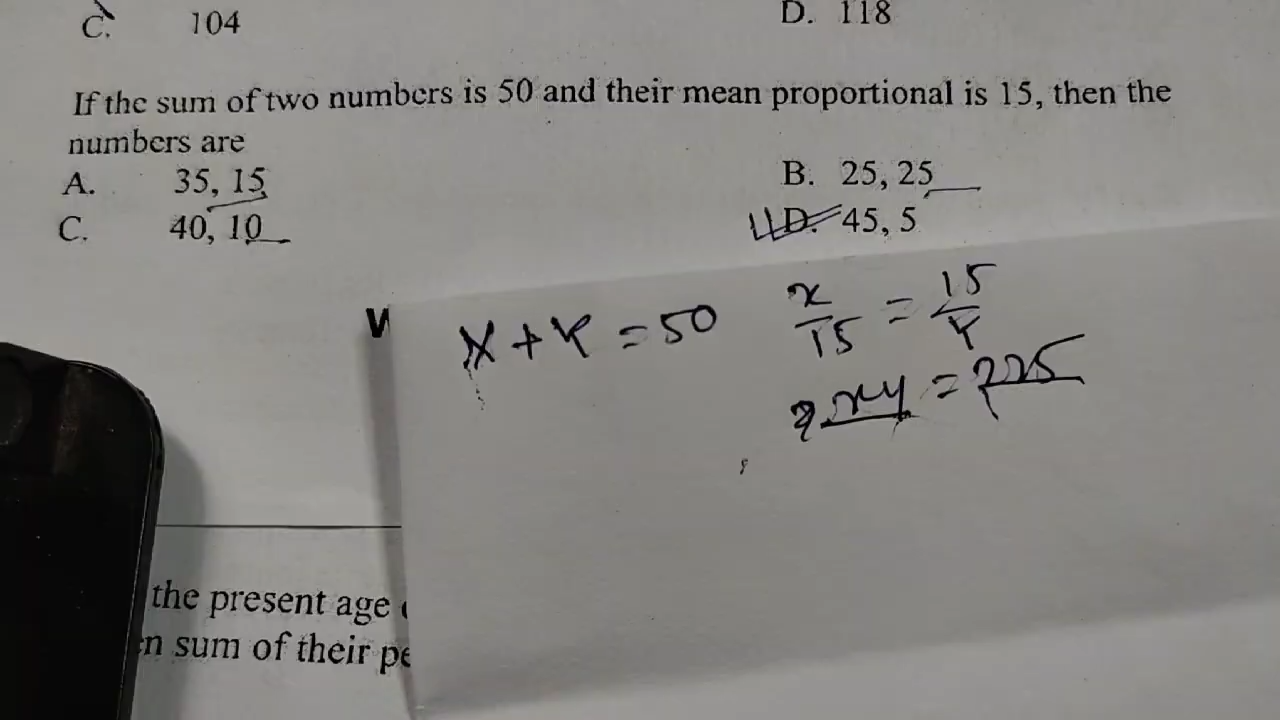 C. 104 D. 118
If the sum of two numbers is 50 and their mean proportional is 15, then the
numbers are
A. 35, 15 B. 25, 25
C. 40, 10 D. 45, 5
x + y = 50 x/15 = 15/y
xy = 225
the present age
en sum of their pe